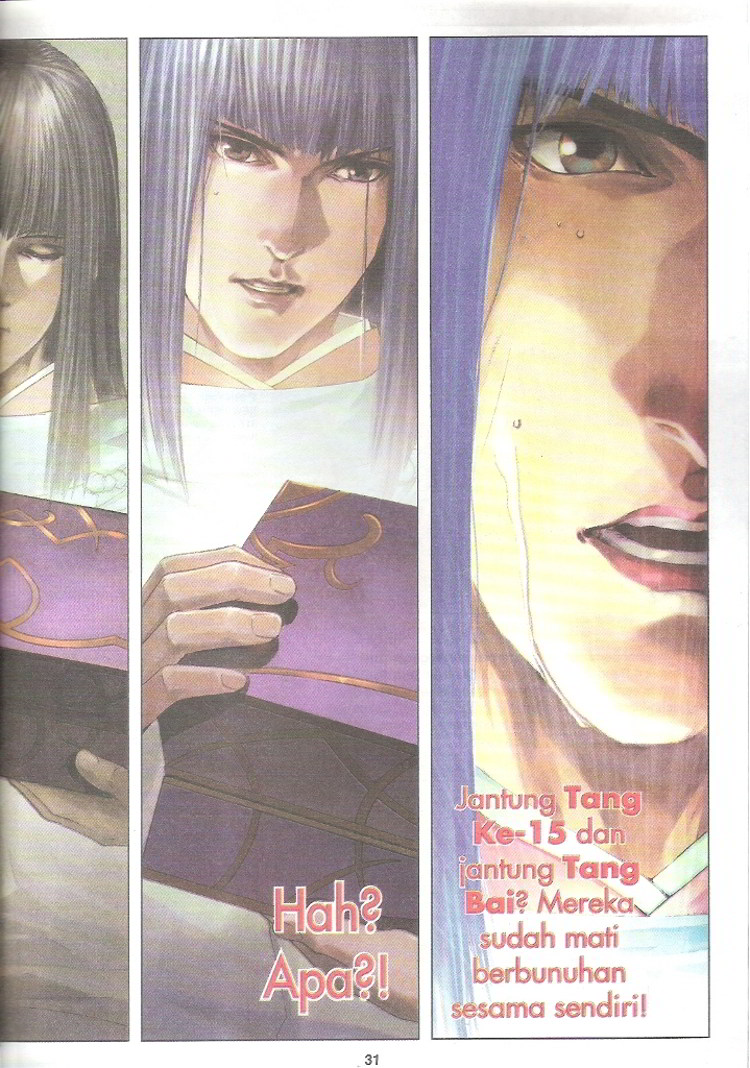 Hah?
Apa?!
Jantung Tang
Ke-15 dan
jantung Tang
Bai? Mereka
sudah mati
berbunuhan
sesama sendiri!
31